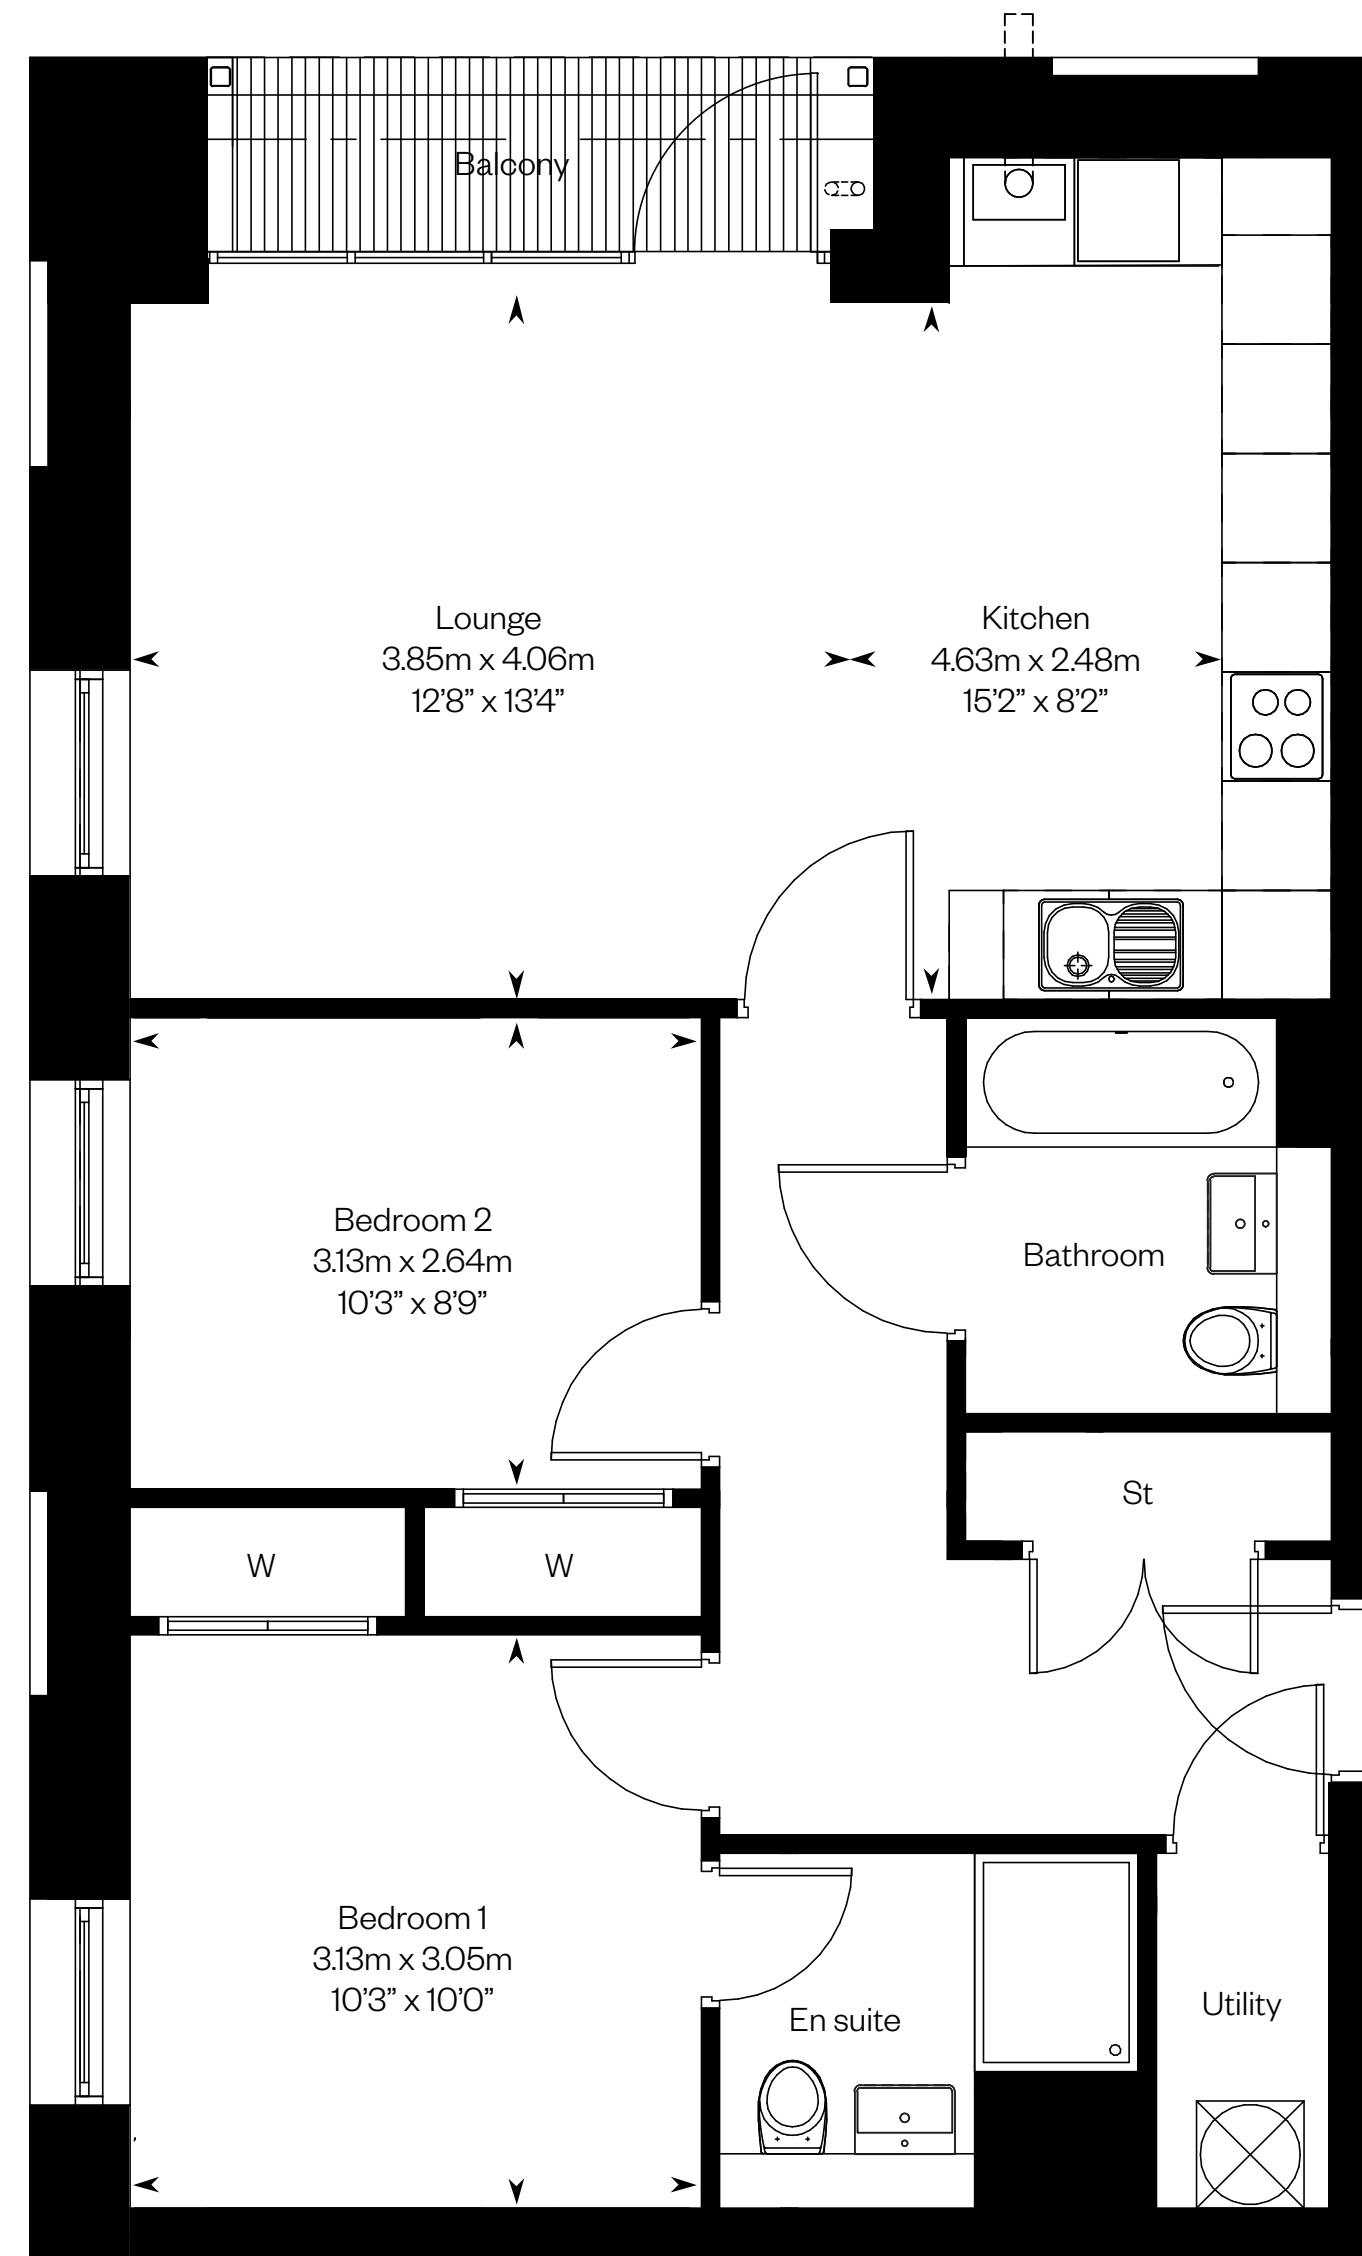 Balcony
Lounge
3.85m x 4.06m
12’8” x 13’4”
Kitchen
4.63m x 2.48m
15’2” x 8’2”
Bedroom 2
3.13m x 2.64m
10’3” x 8’9”
Bathroom
St
W
W
Bedroom 1
3.13m x 3.05m
10’3” x 10’0”
En suite
Utility